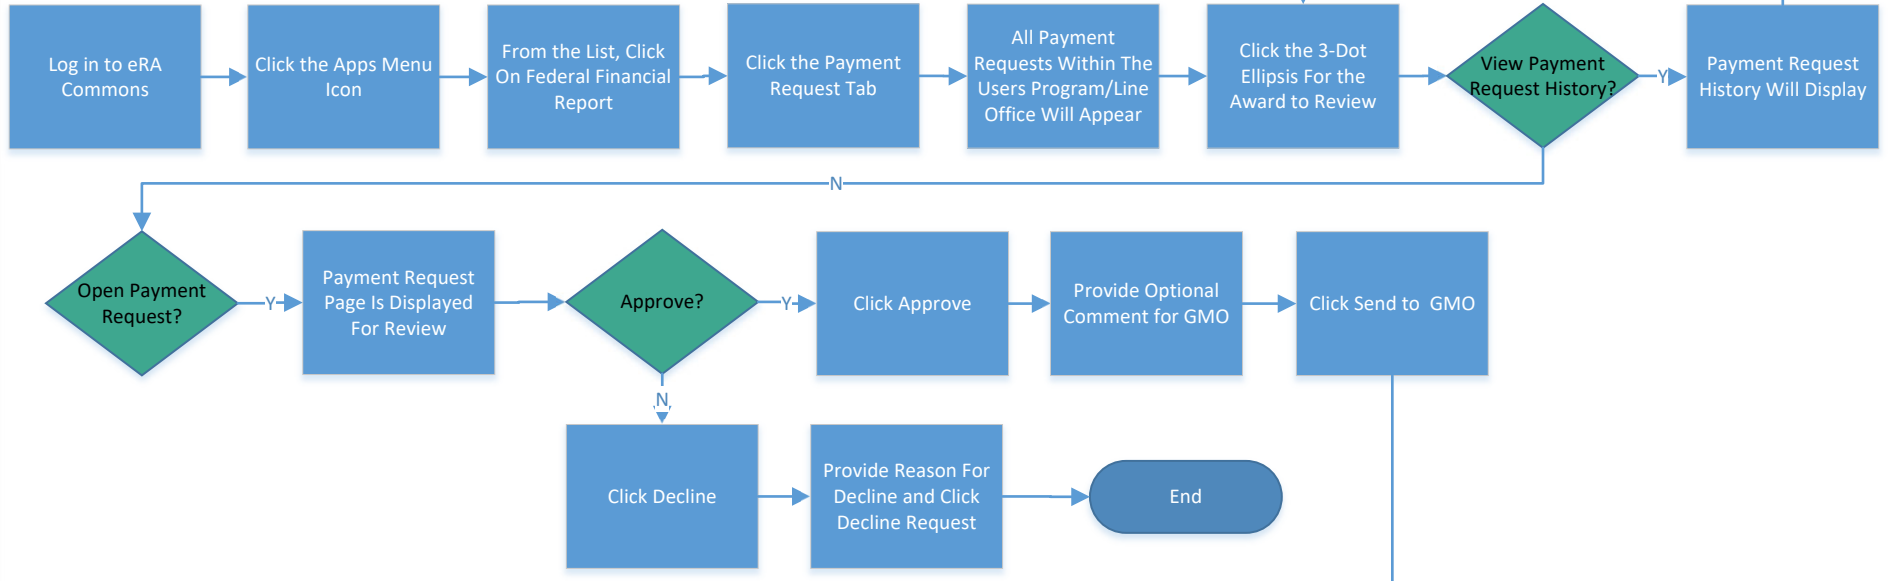 Log in to eRA
Commons
Click the Apps Menu
Icon
From the List, Click
On Federal Financial
Report
Click the Payment
Request Tab
All Payment
Requests Within The
Users Program/Line
Office Will Appear
Click the 3-Dot
Ellipsis For the
Award to Review
View Payment
Request History?
Y
Payment Request
History Will Display
N
Open Payment
Request?
Y
Payment Request
Page Is Displayed
For Review
Approve?
Y
Click Approve
Provide Optional
Comment for GMO
Click Send to  GMO
N
Click Decline
Provide Reason For
Decline and Click
Decline Request
End